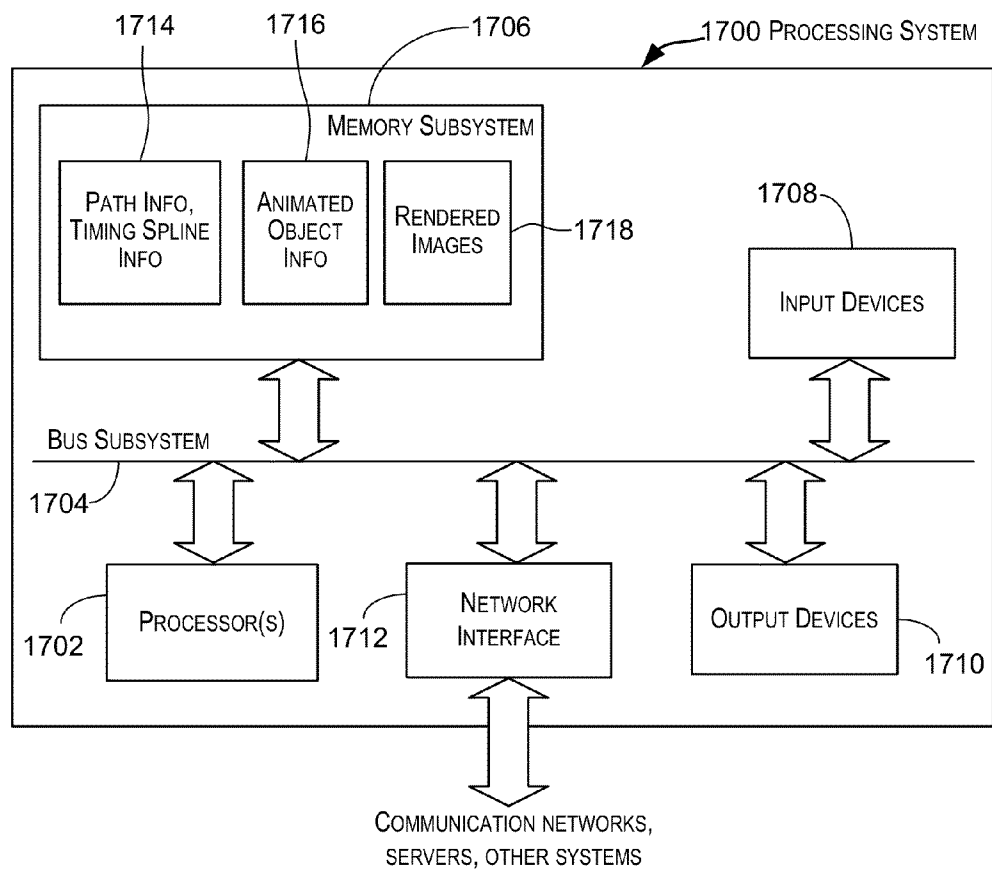 1714
1716
1706
1700 PROCESSING SYSTEM
MEMORY SUBSYSTEM
PATH INFO,
TIMING SPLINE
INFO
ANIMATED
OBJECT
INFO
RENDERED
IMAGES
1718
1708
INPUT DEVICES
BUS SUBSYSTEM
1704
PROCESSOR(S)
1702
NETWORK
INTERFACE
1712
OUTPUT DEVICES
1710
COMMUNICATION NETWORKS,
SERVERS, OTHER SYSTEMS